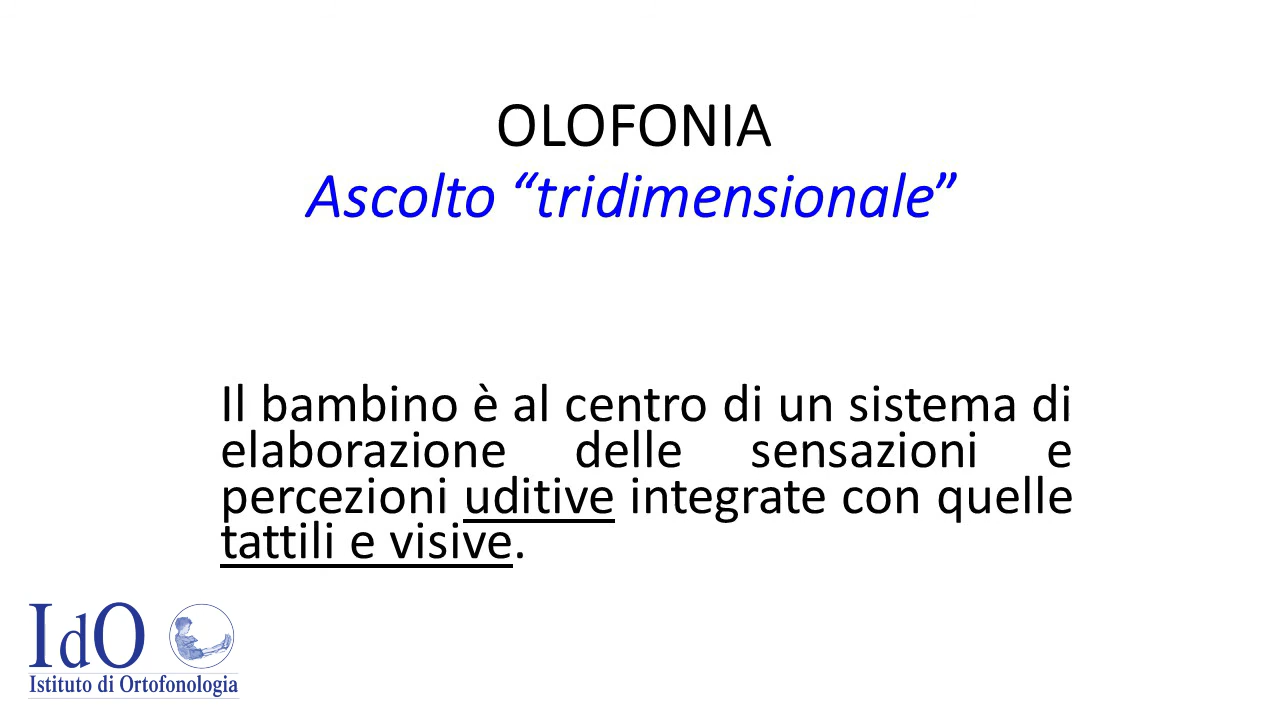 OLOFONIA
Ascolto “tridimensionale”
Il bambino è al centro di un sistema di
elaborazione delle sensazioni e
percezioni uditive integrate con quelle
tattili e visive.
IdO
Istituto di Ortofonologia